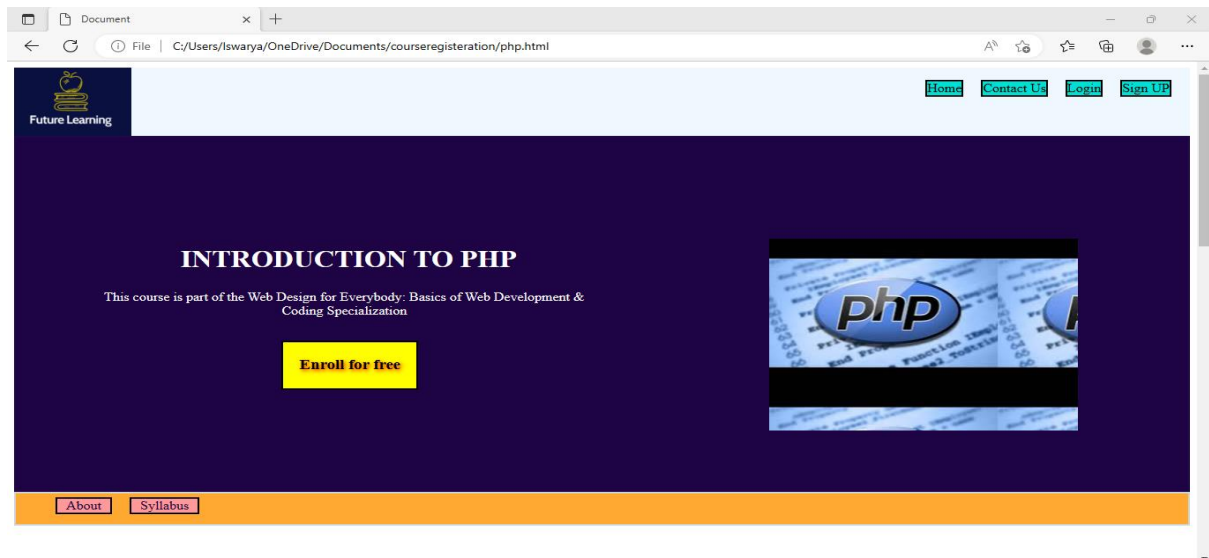 Document
File C:/Users/Iswarya/OneDrive/Documents/courseregisteration/php.html
Future Learning
Home Contact Us Login Sign UP
INTRODUCTION TO PHP
This course is part of the Web Design for Everybody: Basics of Web Development &
Coding Specialization
Enroll for free
php
About Syllabus